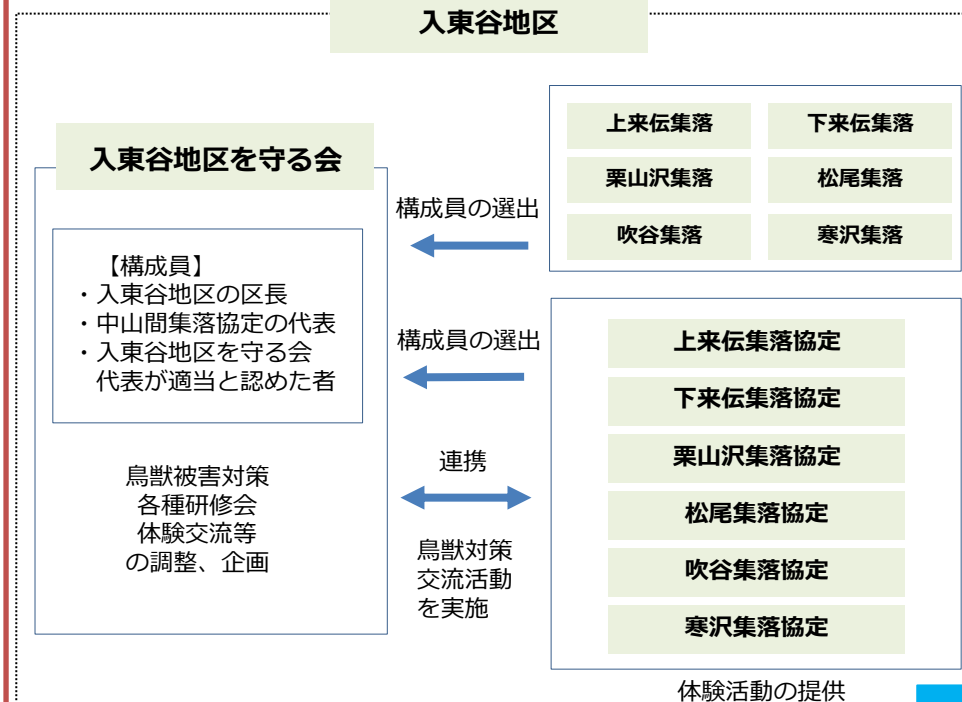 入東谷地区
入東谷地区を守る会
【構成員】
・入東谷地区の区長
・中山間集落協定の代表
・入東谷地区を守る会
代表が適当と認めた者
鳥獣被害対策
各種研修会
体験交流等
の調整、企画
構成員の選出
構成員の選出
連携
鳥獣対策
交流活動
を実施
上来伝集落
下来伝集落
栗山沢集落
松尾集落
吹谷集落
寒沢集落
上来伝集落協定
下来伝集落協定
栗山沢集落協定
松尾集落協定
吹谷集落協定
寒沢集落協定
体験活動の提供